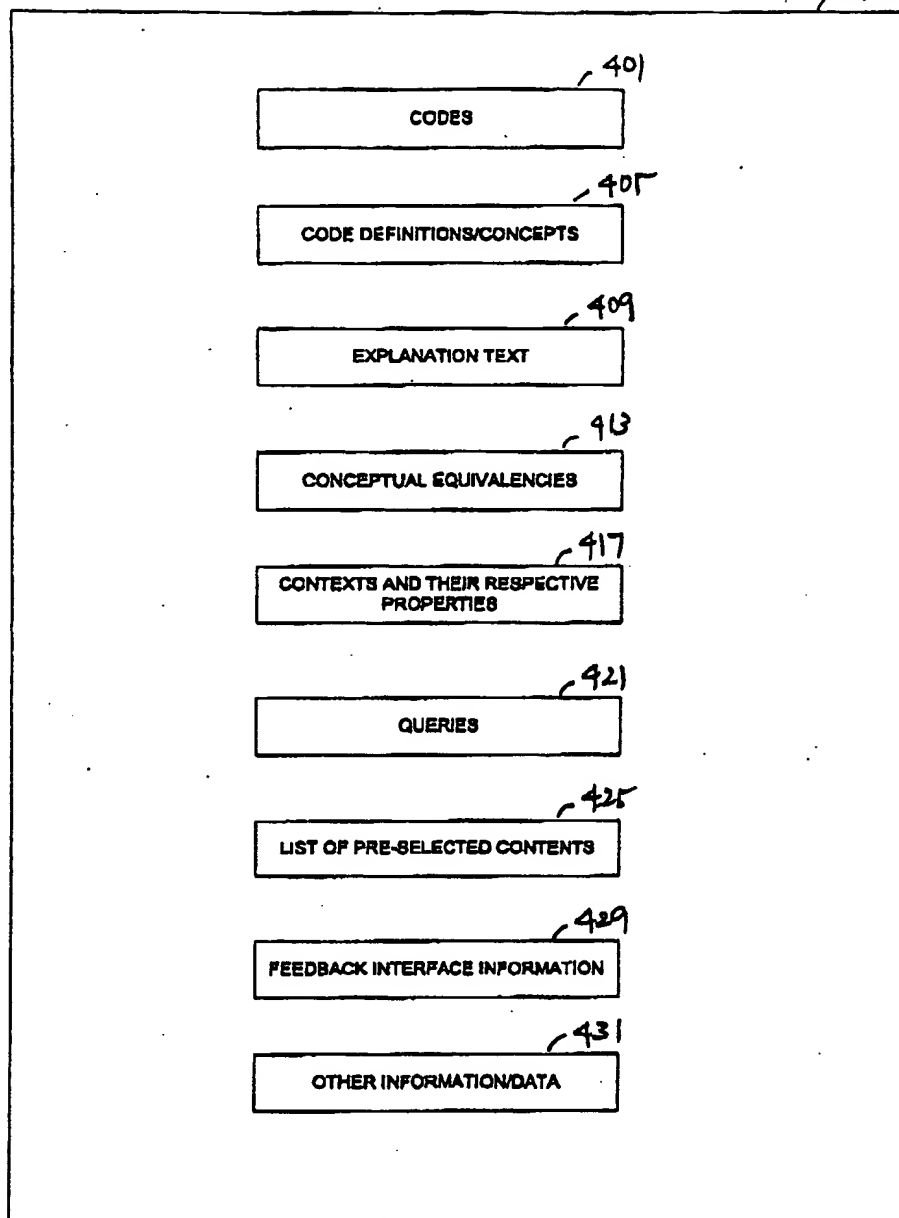 401
CODES
405
CODE DEFINITIONS/CONCEPTS
409
EXPLANATION TEXT
413
CONCEPTUAL EQUIVALENCIES
417
CONTEXTS AND THEIR RESPECTIVE
PROPERTIES
421
QUERIES
425
LIST OF PRE-SELECTED CONTENTS
429
FEEDBACK INTERFACE INFORMATION
431
OTHER INFORMATION/DATA